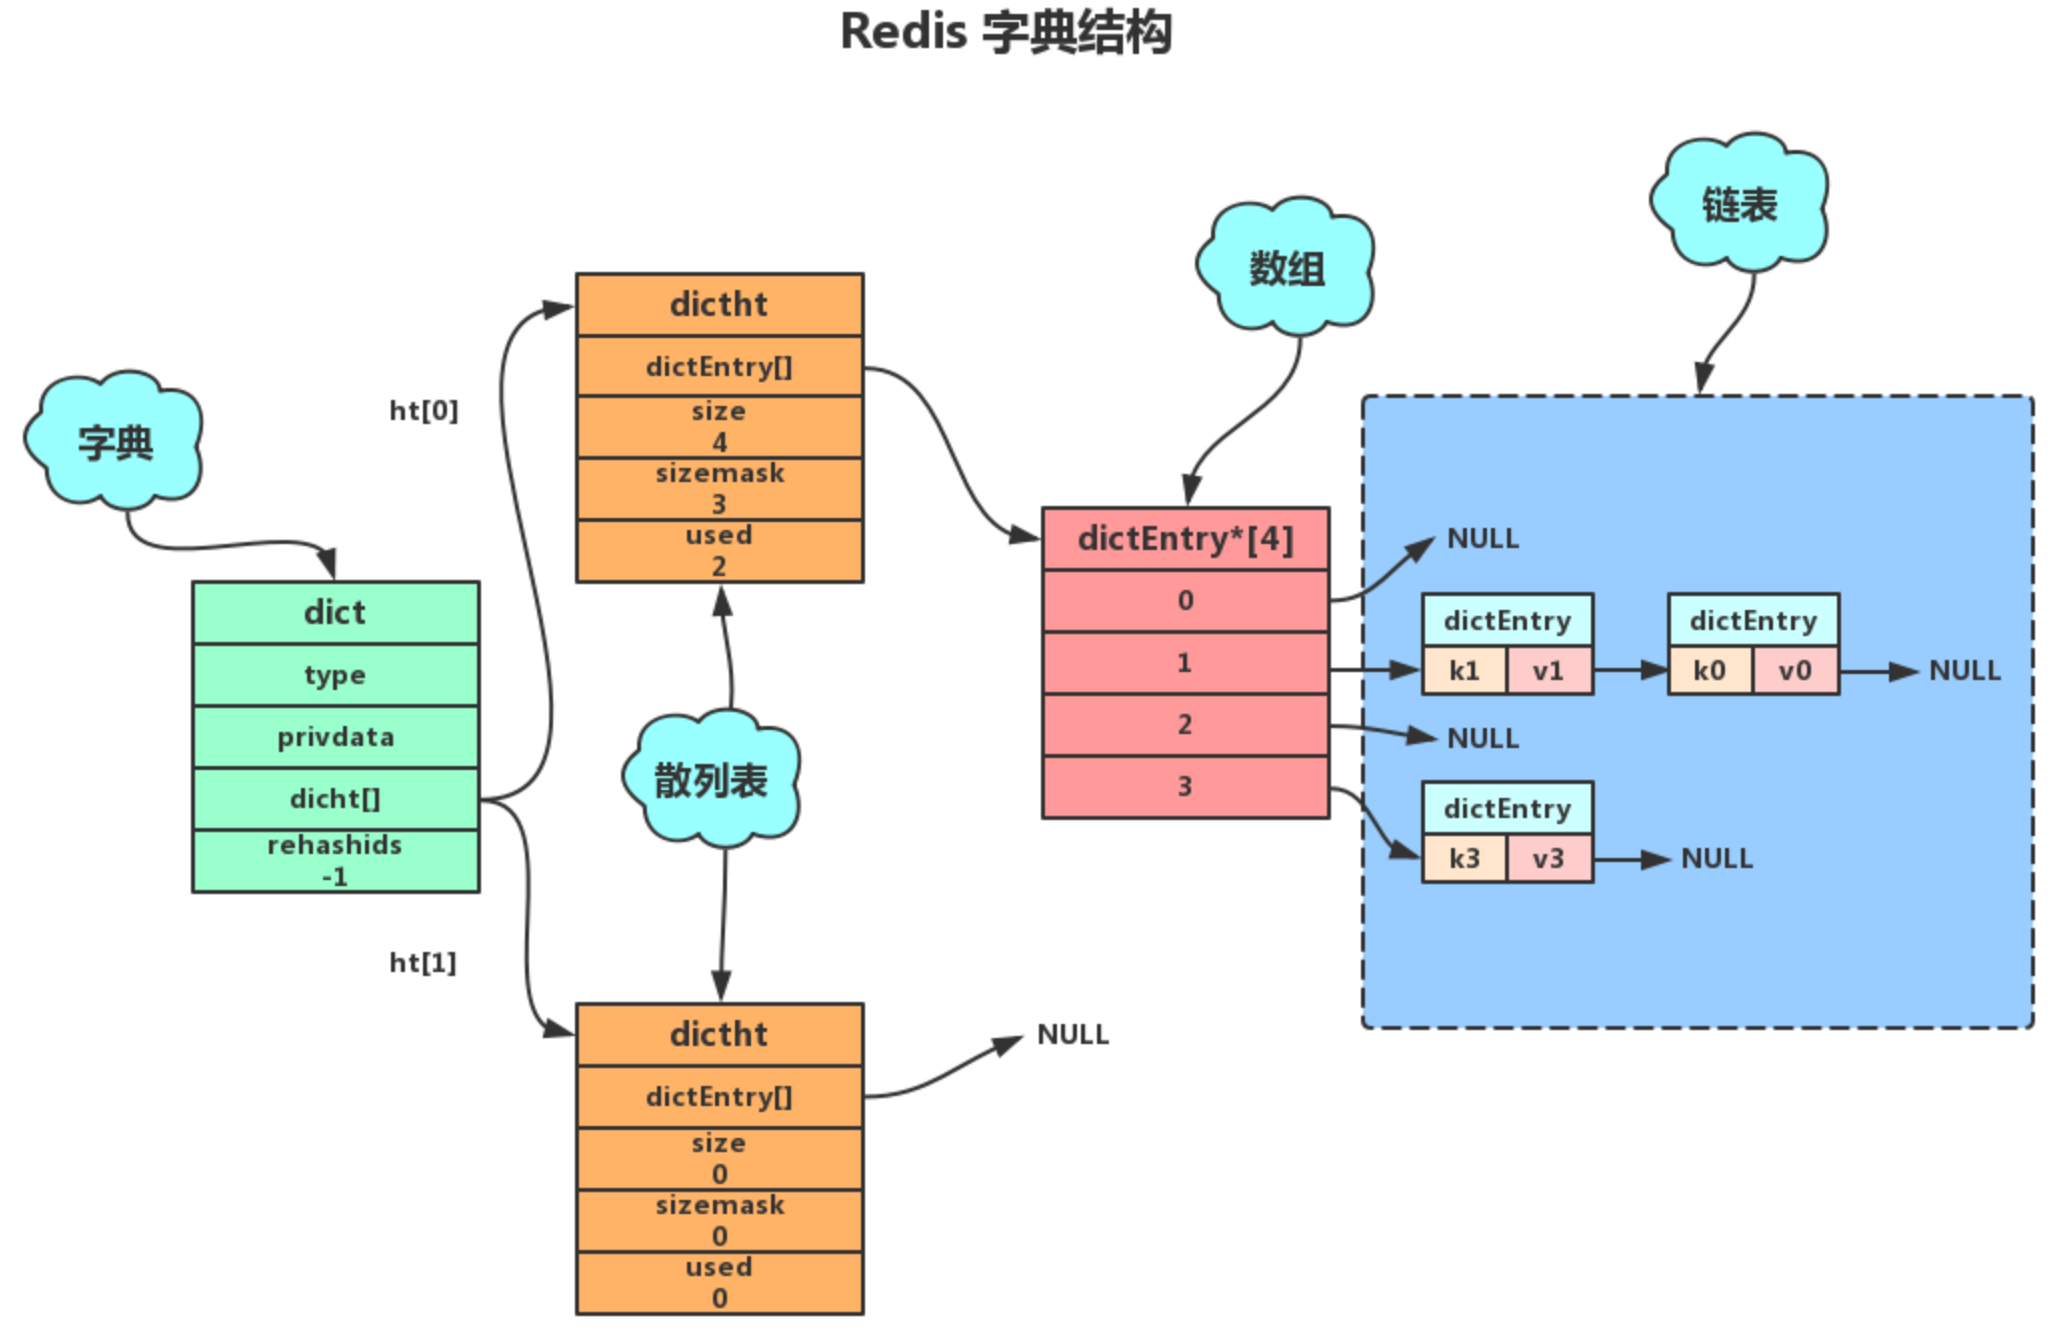 Redis 字典结构
字典
dict
type
privdata
dicht[]
rehashids
-1
ht[0]
ht[1]
dictht
dictEntry[]
size
4
sizemask
3
used
2
散列表
dictht
dictEntry[]
size
0
sizemask
0
used
0
NULL
数组
dictEntry*[4]
0
1
2
3
链表
NULL
dictEntry
k1 v1
dictEntry
k0 v0
NULL
NULL
dictEntry
k3 v3
NULL